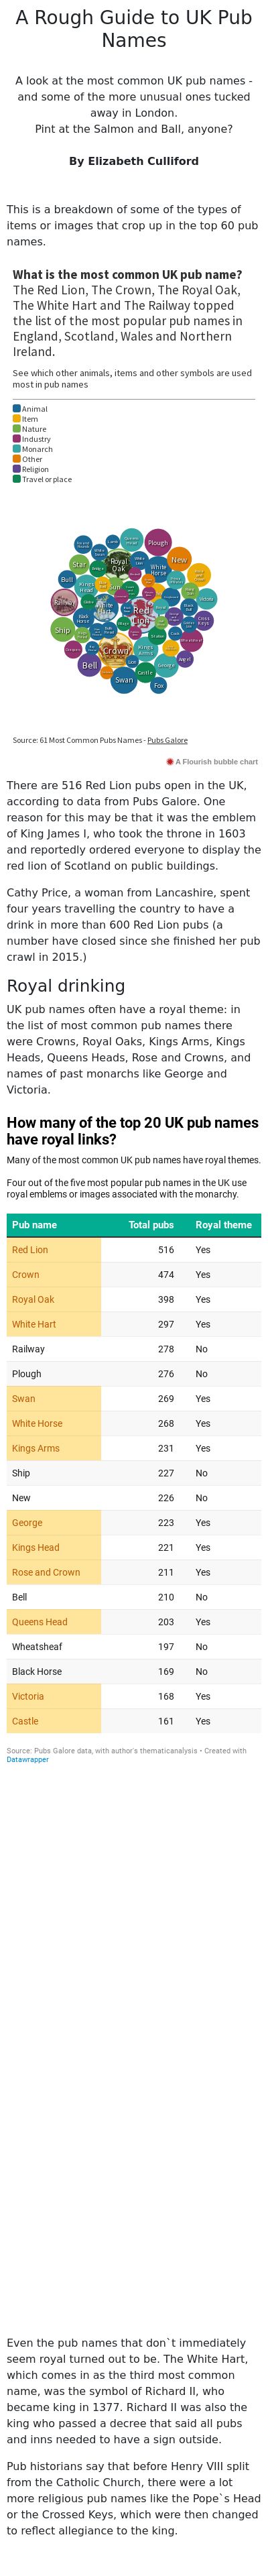 A Rough Guide to UK Pub
Names
A look at the most common UK pub names -
and some of the more unusual ones tucked
away in London.
Pint at the Salmon and Ball, anyone?
By Elizabeth Culliford
This is a breakdown of some of the types of
items or images that crop up in the top 60 pub
names.
What is the most common UK pub name?
The Red Lion, The Crown, The Royal Oak,
The White Hart and The Railway topped
the list of the most popular pub names in
England, Scotland, Wales and Northern
Ireland.
See which other animals, items and other symbols are used
most in pub names
Animal
Item
Nature
Industry
Monarch
Other
Religion
Travel or place
Plough
New
Royal
Oak
Star
White
Horse
Bull
Kings
Head
Sun
Victoria
Red
Lion
Ship
Crown
Kings
Arms
George
Angel
Bell
Lion
Castle
Swan
Fox
Source: 61 Most Common Pubs Names - Pubs Galore
A Flourish bubble chart
There are 516 Red Lion pubs open in the UK,
according to data from Pubs Galore. One
reason for this may be that it was the emblem
of King James I, who took the throne in 1603
and reportedly ordered everyone to display the
red lion of Scotland on public buildings.
Cathy Price, a woman from Lancashire, spent
four years travelling the country to have a
drink in more than 600 Red Lion pubs (a
number have closed since she finished her pub
crawl in 2015.)
Royal drinking
UK pub names often have a royal theme: in
the list of most common pub names there
were Crowns, Royal Oaks, Kings Arms, Kings
Heads, Queens Heads, Rose and Crowns, and
names of past monarchs like George and
Victoria.
How many of the top 20 UK pub names
have royal links?
Many of the most common UK pub names have royal themes.
Four out of the five most popular pub names in the UK use
royal emblems or images associated with the monarchy.
Pub name Total pubs Royal theme
Red Lion 516 Yes
Crown 474 Yes
Royal Oak 398 Yes
White Hart 297 Yes
Railway 278 No
Plough 276 No
Swan 269 Yes
White Horse 268 Yes
Kings Arms 231 Yes
Ship 227 No
New 226 No
George 223 Yes
Kings Head 221 Yes
Rose and Crown 211 Yes
Bell 210 No
Queens Head 203 Yes
Wheatsheaf 197 No
Black Horse 169 No
Victoria 168 Yes
Castle 161 Yes
Source: Pubs Galore data, with author's thematicanalysis • Created with
Datawrapper
Even the pub names that don`t immediately
seem royal turned out to be. The White Hart,
which comes in as the third most common
name, was the symbol of Richard II, who
became king in 1377. Richard II was also the
king who passed a decree that said all pubs
and inns needed to have a sign outside.
Pub historians say that before Henry VIII split
from the Catholic Church, there were a lot
more religious pub names like the Pope`s Head
or the Crossed Keys, which were then changed
to reflect allegiance to the king.